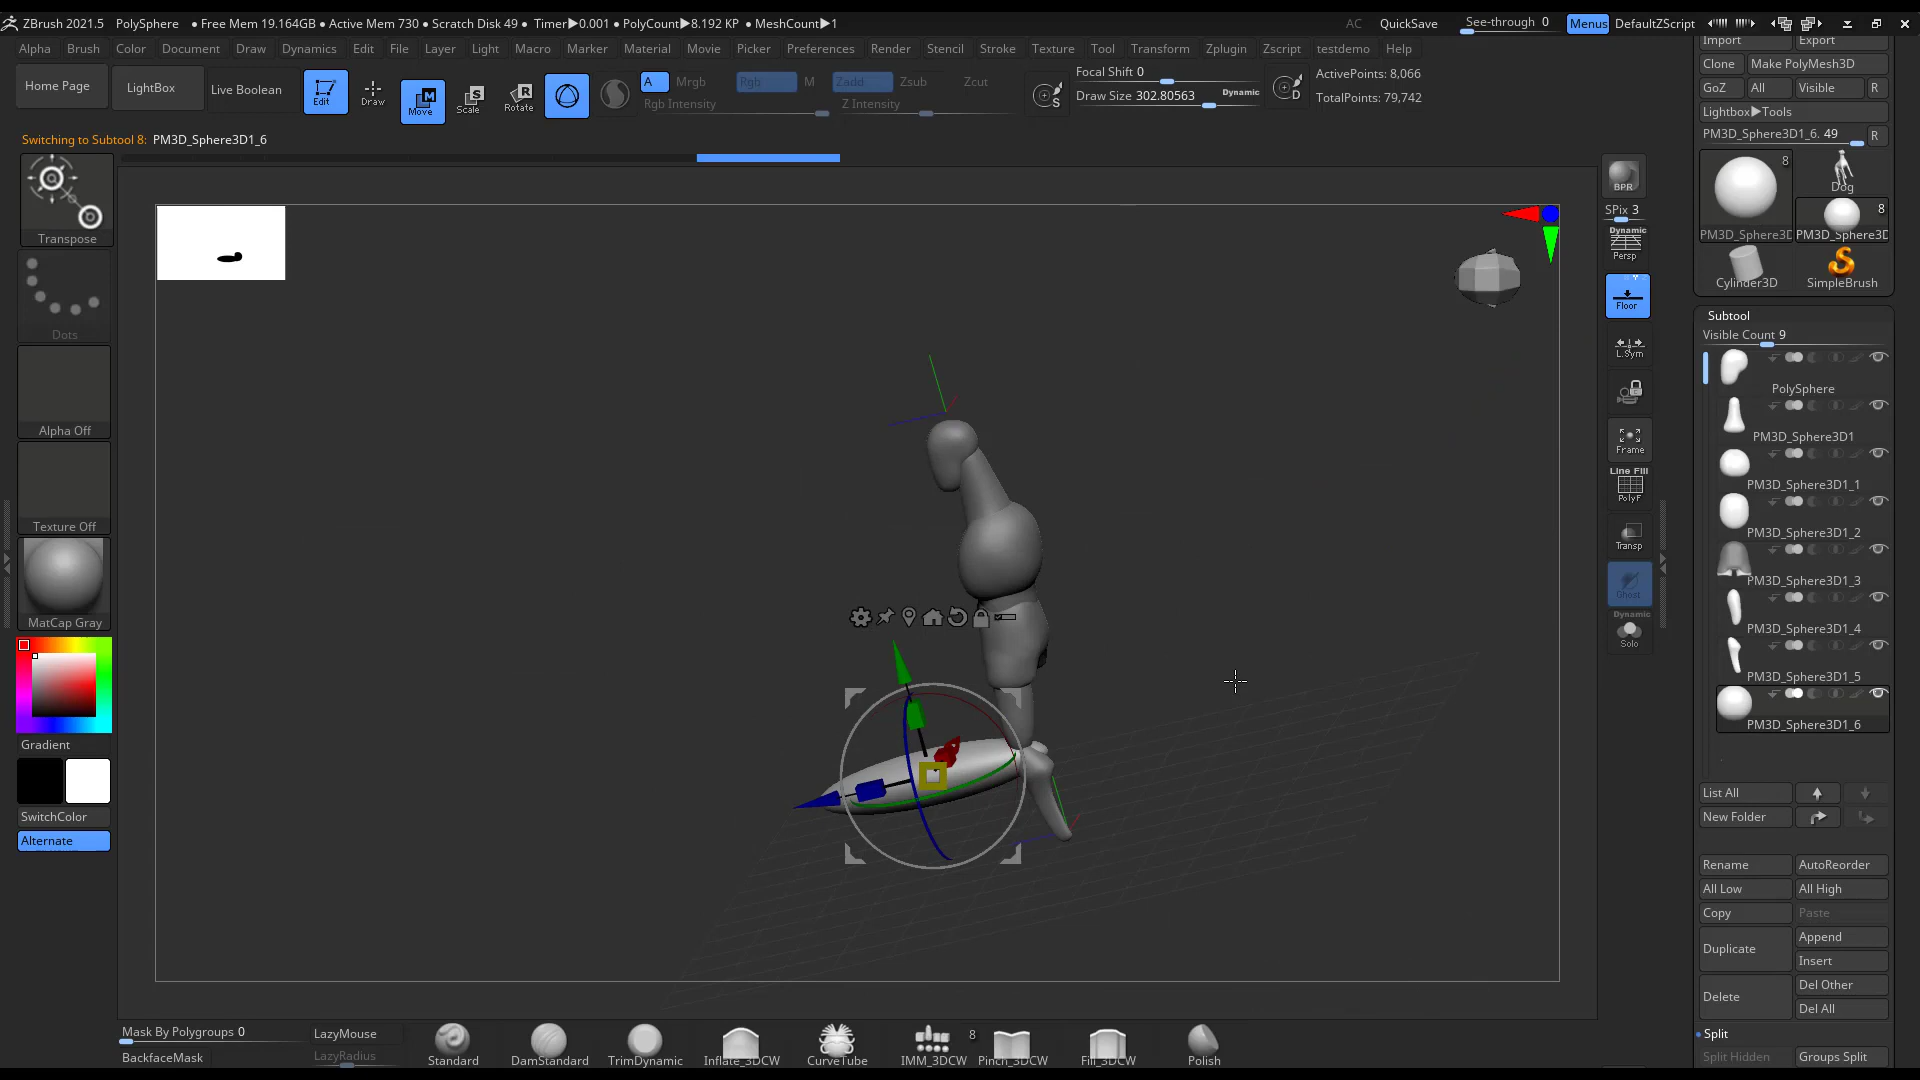 ZBrush 2021.5 PolySphere ● Free Mem 19.164GB ● Active Mem 730 ● Scratch Disk 49 ● Timer▶0.001 ● PolyCount▶8.192 KP ● MeshCount▶1 AC QuickSave See-through 0 Menus DefaultZScript
Alpha Brush Color Document Draw Dynamics Edit File Layer Light Macro Marker Material Movie Picker Preferences Render Stencil Stroke Texture Tool Transform Zplugin Zscript testdemo Help
Import Export
Clone Make PolyMesh3D
GoZ All Visible R
Lightbox▶Tools
PM3D_Sphere3D1_6. 49 R
8
Dog
8
PM3D_Sphere3D PM3D_Sphere3D
Cylinder3D SimpleBrush
Home Page LightBox Live Boolean Edit Draw Move Scale Rotate
M S R
A Mrgb Rgb M Zadd Zsub Zcut
Rgb Intensity Z Intensity
S Focal Shift 0
Draw Size 302.80563 Dynamic D
ActivePoints: 8,066
TotalPoints: 79,742
Switching to Subtool 8: PM3D_Sphere3D1_6
Transpose
Dots
Alpha Off
Texture Off
MatCap Gray
Gradient
SwitchColor
Alternate
BPR
SPix 3
Dynamic
Persp
Floor
L.Sym
Frame
Line Fill
PolyF
Transp
Ghost
Dynamic
Solo
Subtool
Visible Count 9
PolySphere
PM3D_Sphere3D1
PM3D_Sphere3D1_1
PM3D_Sphere3D1_2
PM3D_Sphere3D1_3
PM3D_Sphere3D1_4
PM3D_Sphere3D1_5
PM3D_Sphere3D1_6
List All
New Folder
Rename AutoReorder
All Low All High
Copy Paste
Duplicate Append
Insert
Delete Del Other
Del All
Split
Split Hidden Groups Split
Mask By Polygroups 0 LazyMouse
BackfaceMask LazyRadius
Standard DamStandard TrimDynamic Inflate_3DCW CurveTube IMM_3DCW 8 Pinch_3DCW Fill_3DCW Polish